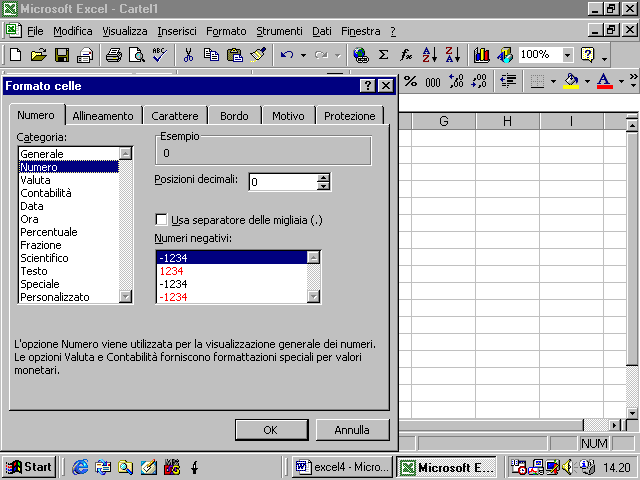 Microsoft Excel - Cartel1
File Modifica Visualizza Inserisci Formato Strumenti Dati Finestra ?
100%
% 000
Formato celle
Numero Allineamento Carattere Bordo Motivo Protezione
Categoria:
Generale
Numero
Valuta
Contabilità
Data
Ora
Percentuale
Frazione
Scientifico
Testo
Speciale
Personalizzato
Esempio
0
Posizioni decimali: 0
Usa separatore delle migliaia (.)
Numeri negativi:
-1234
1234
-1234
-1234
L'opzione Numero viene utilizzata per la visualizzazione generale dei numeri.
Le opzioni Valuta e Contabilità forniscono formattazioni speciali per valori
monetari.
OK Annulla
G H I
NUM
Start excel4 - Micro... Microsoft E... 14.20